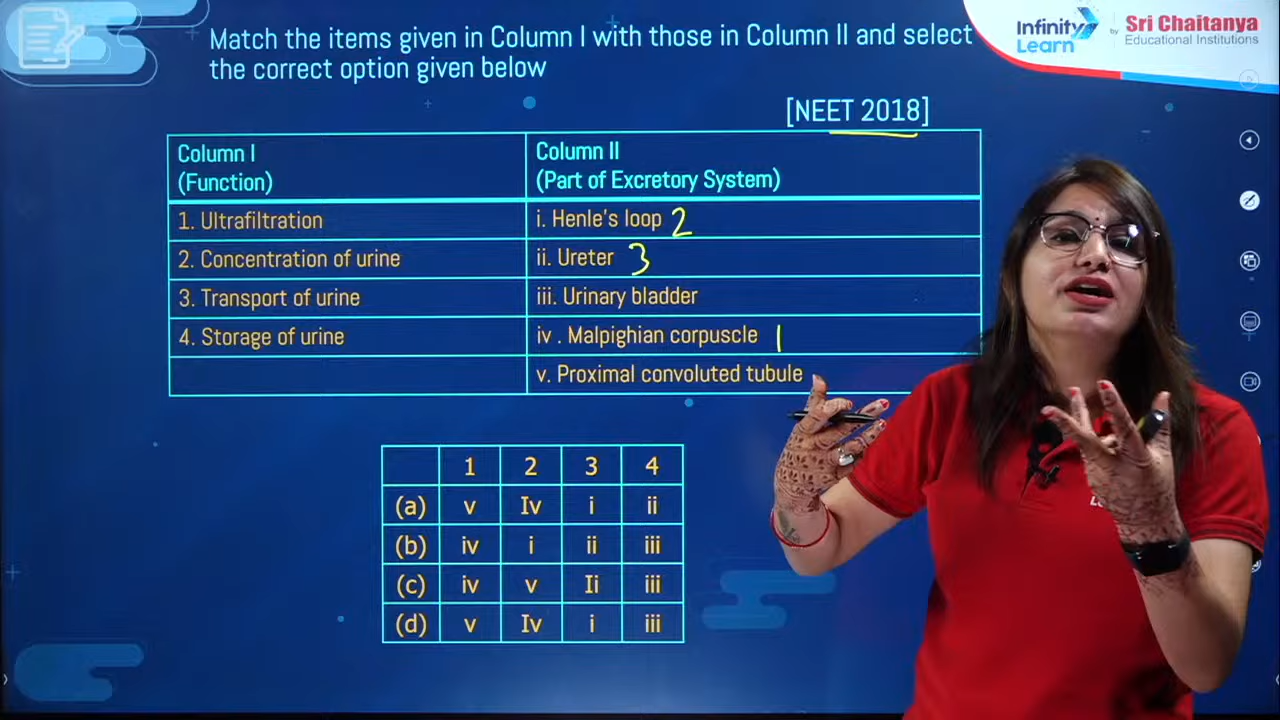 Match the items given in Column I with those in Column II and select
the correct option given below
Infinity Learn by Sri Chaitanya Educational Institutions
[NEET 2018]
Column I (Function) Column II (Part of Excretory System)
1. Ultrafiltration i. Henle's loop 2
2. Concentration of urine ii. Ureter 3
3. Transport of urine iii. Urinary bladder
4. Storage of urine iv . Malpighian corpuscle 1
v. Proximal convoluted tubule
1 2 3 4
(a) v Iv i ii
(b) iv i ii iii
(c) iv v Ii iii
(d) v Iv i iii